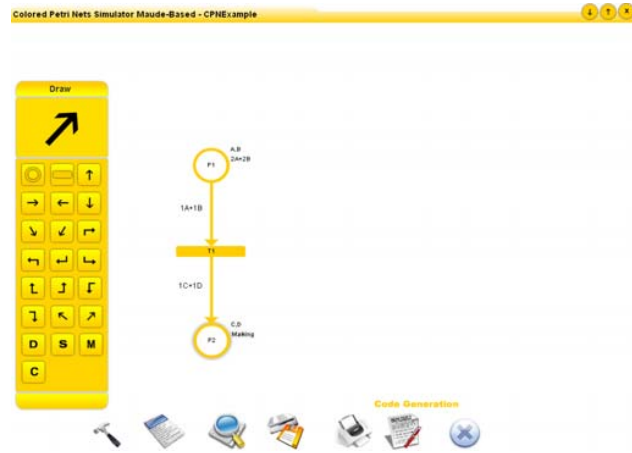 Colored Petri Nets Simulator Maude-Based - CPNExample
Draw
A,B
2A+2B
P1
1A+1B
T1
1C+1D
C,D
Making
P2
D S M
C
Code Generation